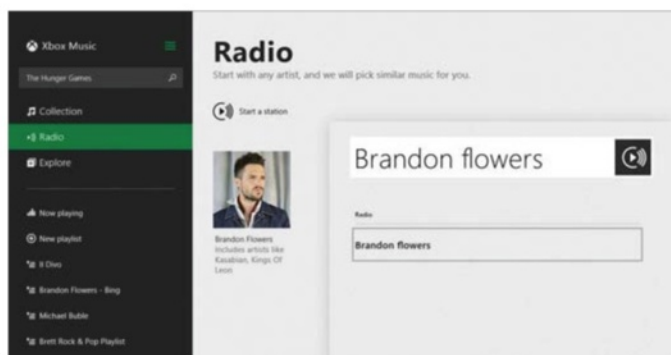 Xbox Music
The Hunger Games
Collection
Radio
Explore
Now playing
New playlist
Il Divo
Brandon Flowers - Bing
Michael Buble
Brett Rock & Pop Playlist
Radio
Start with any artist, and we will pick similar music for you.
Start a station
Brandon Flowers
Includes artists like
Kasabian, Kings Of
Leon
Brandon flowers
Radio
Brandon flowers